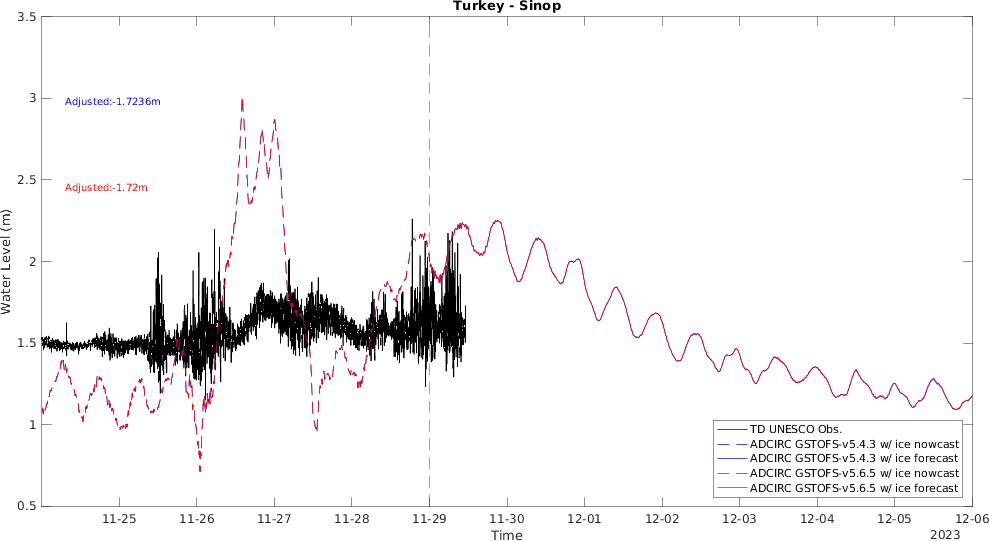 Turkey - Sinop
3.5
3
2.5
2
1.5
1
0.5
Water Level (m)
Adjusted:-1.7236m
Adjusted:-1.72m
TD UNESCO Obs.
ADCIRC GSTOFS-v5.4.3 w/ ice nowcast
ADCIRC GSTOFS-v5.4.3 w/ ice forecast
ADCIRC GSTOFS-v5.6.5 w/ ice nowcast
ADCIRC GSTOFS-v5.6.5 w/ ice forecast
11-25 11-26 11-27 11-28 11-29 11-30 12-01 12-02 12-03 12-04 12-05 12-06
Time
2023